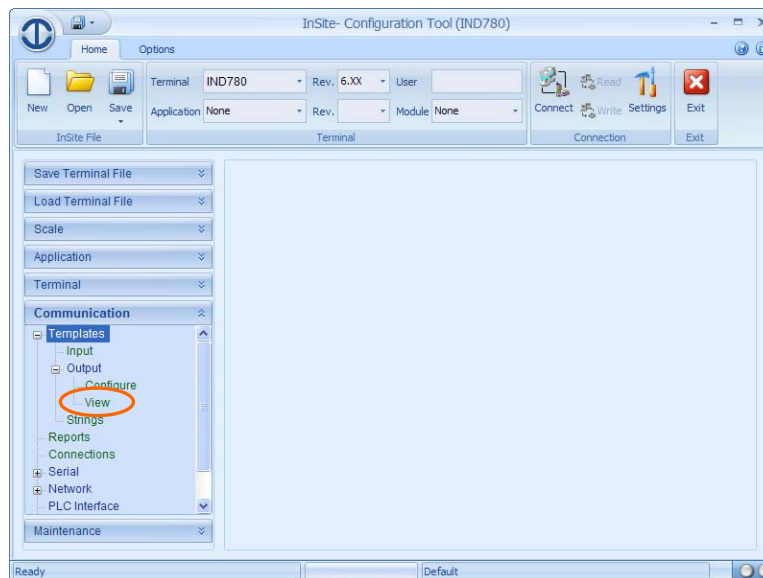 InSite- Configuration Tool (IND780)
Home Options
New Open Save
InSite File
Terminal IND780 Rev. 6.XX User
Application None Rev. Module None
Terminal
Connect Read Write Settings
Connection
Exit
Exit
Save Terminal File
Load Terminal File
Scale
Application
Terminal
Communication
Templates
Input
Output
Configure
View
Strings
Reports
Connections
Serial
Network
PLC Interface
Maintenance
Ready Default